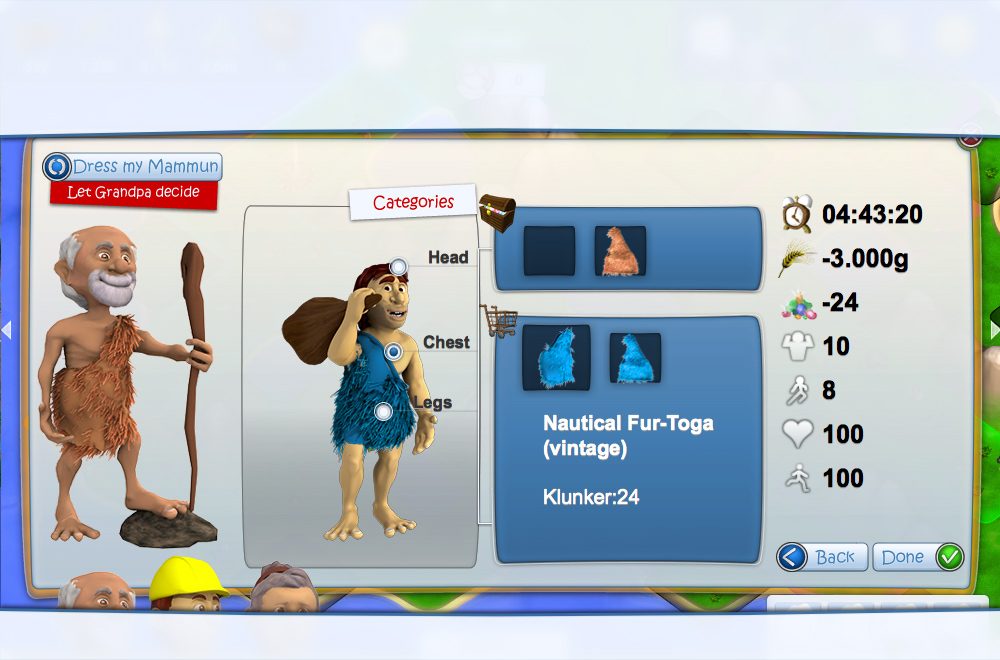 Dress my Mammun
Let Grandpa decide
Categories
Head
Chest
Legs
Nautical Fur-Toga
(vintage)
Klunker:24
04:43:20
-3.000g
-24
10
8
100
100
Back
Done